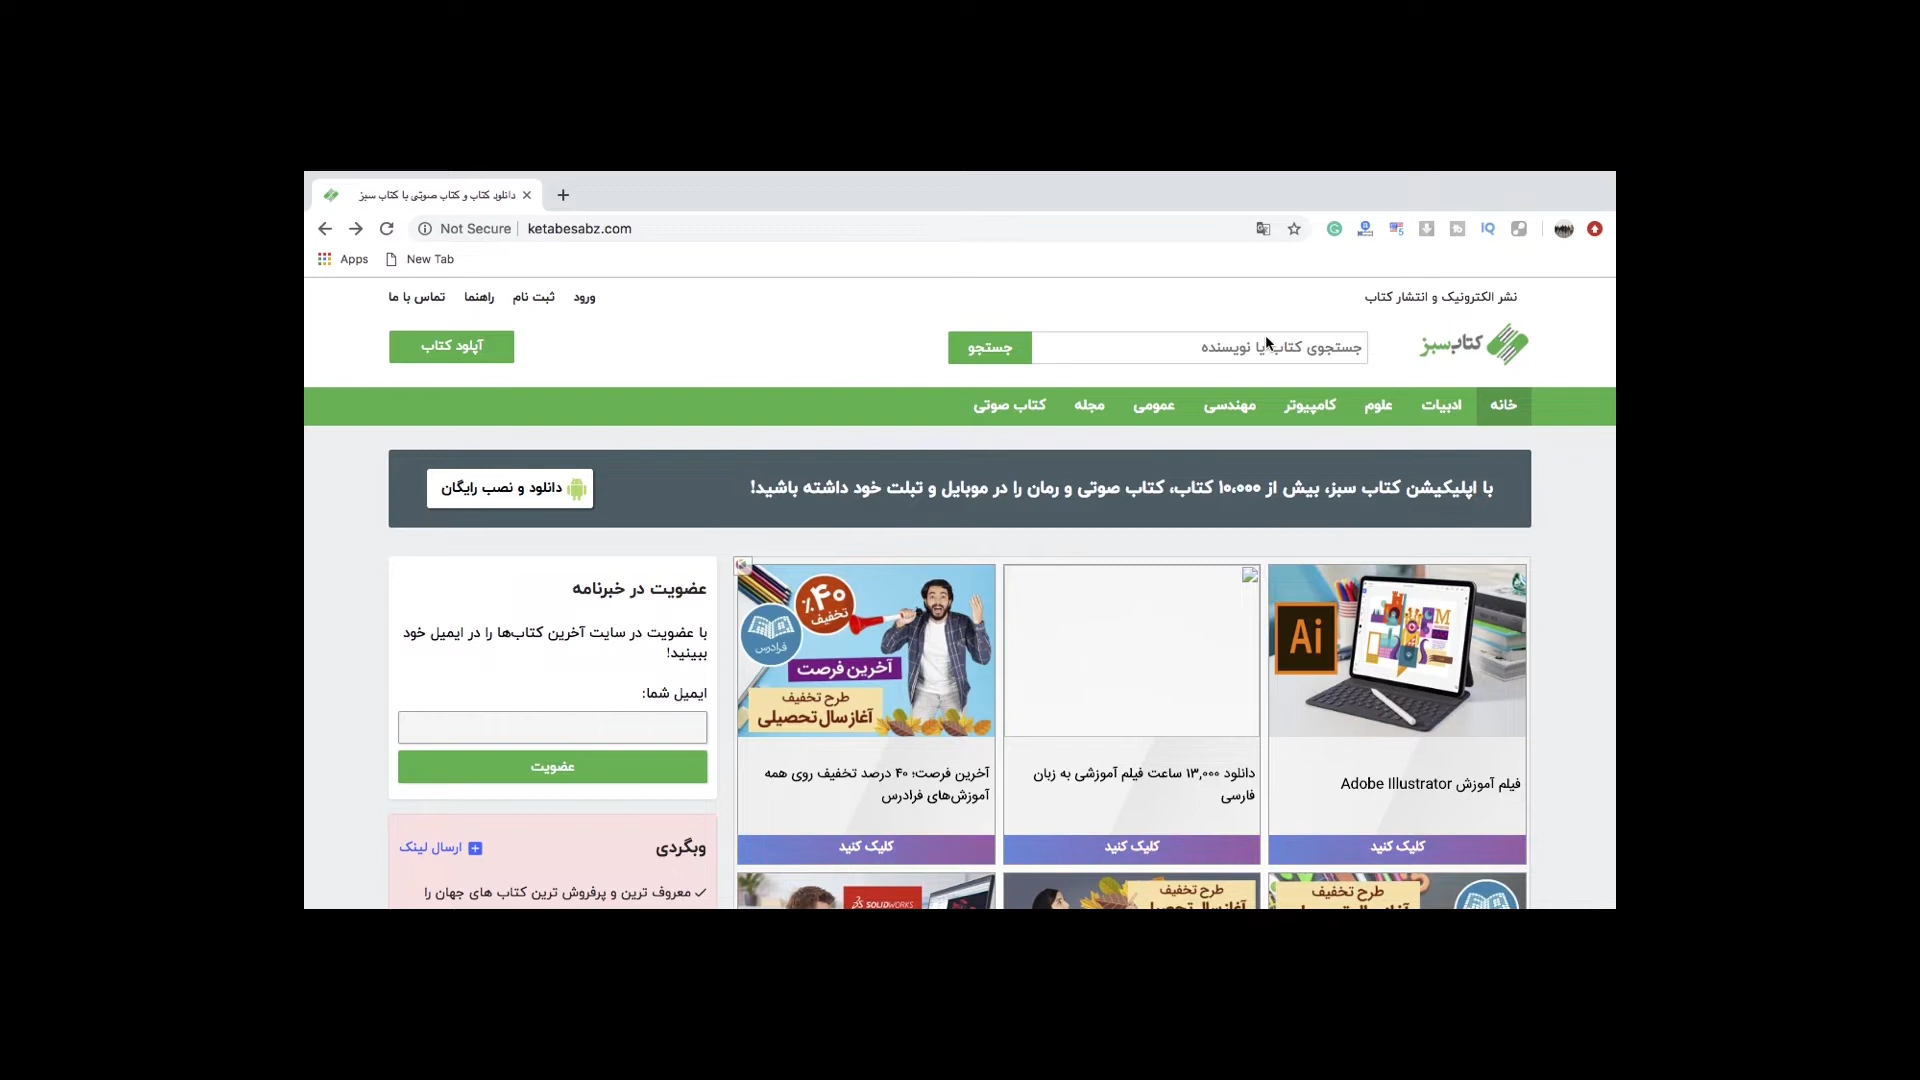 دانلود کتاب و کتاب صوتی با کتاب سبز
Not Secure
ketabesabz.com
Apps
New Tab
نشر الکترونیک و انتشار کتاب
ورود
ثبت نام
راهنما
تماس با ما
کتاب سبز
جستجوی کتاب یا نویسنده
جستجو
آپلود کتاب
خانه
ادبیات
علوم
کامپیوتر
مهندسی
عمومی
مجله
کتاب صوتی
با اپلیکیشن کتاب سبز، بیش از ۱۰،۰۰۰ کتاب، کتاب صوتی و رمان را در موبایل و تبلت خود داشته باشید!
دانلود و نصب رایگان
Ai
فیلم آموزش Adobe Illustrator
کلیک کنید
دانلود ۱۳,۰۰۰ ساعت فیلم آموزشی به زبان
فارسی
کلیک کنید
۴۰٪
تخفیف
فرادرس
آخرین فرصت
طرح تخفیف
آغاز سال تحصیلی
آخرین فرصت؛ ۴۰ درصد تخفیف روی همه
آموزش‌های فرادرس
کلیک کنید
عضویت در خبرنامه
با عضویت در سایت آخرین کتاب‌ها را در ایمیل خود
ببینید!
ایمیل شما:
عضویت
وبگردی
ارسال لینک
معروف ترین و پرفروش ترین کتاب های جهان را
طرح تخفیف
طرح تخفیف
آغاز سال تحصیلی
SOLIDWORKS